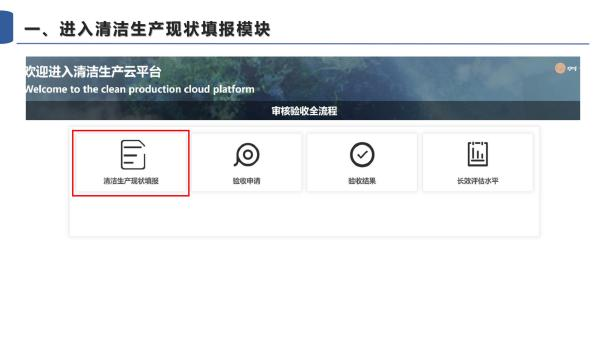 一、进入清洁生产现状填报模块
欢迎进入清洁生产云平台
Welcome to the clean production cloud platform
审核验收全流程
清洁生产现状填报
验收申请
验收结果
长效评估水平